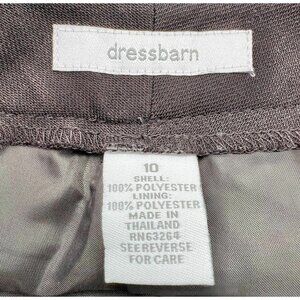 dressbarn
10
SHELL:
100% POLYESTER
LINING:
100% POLYESTER
MADE IN
THAILAND
RN63264
SEE REVERSE
FOR CARE